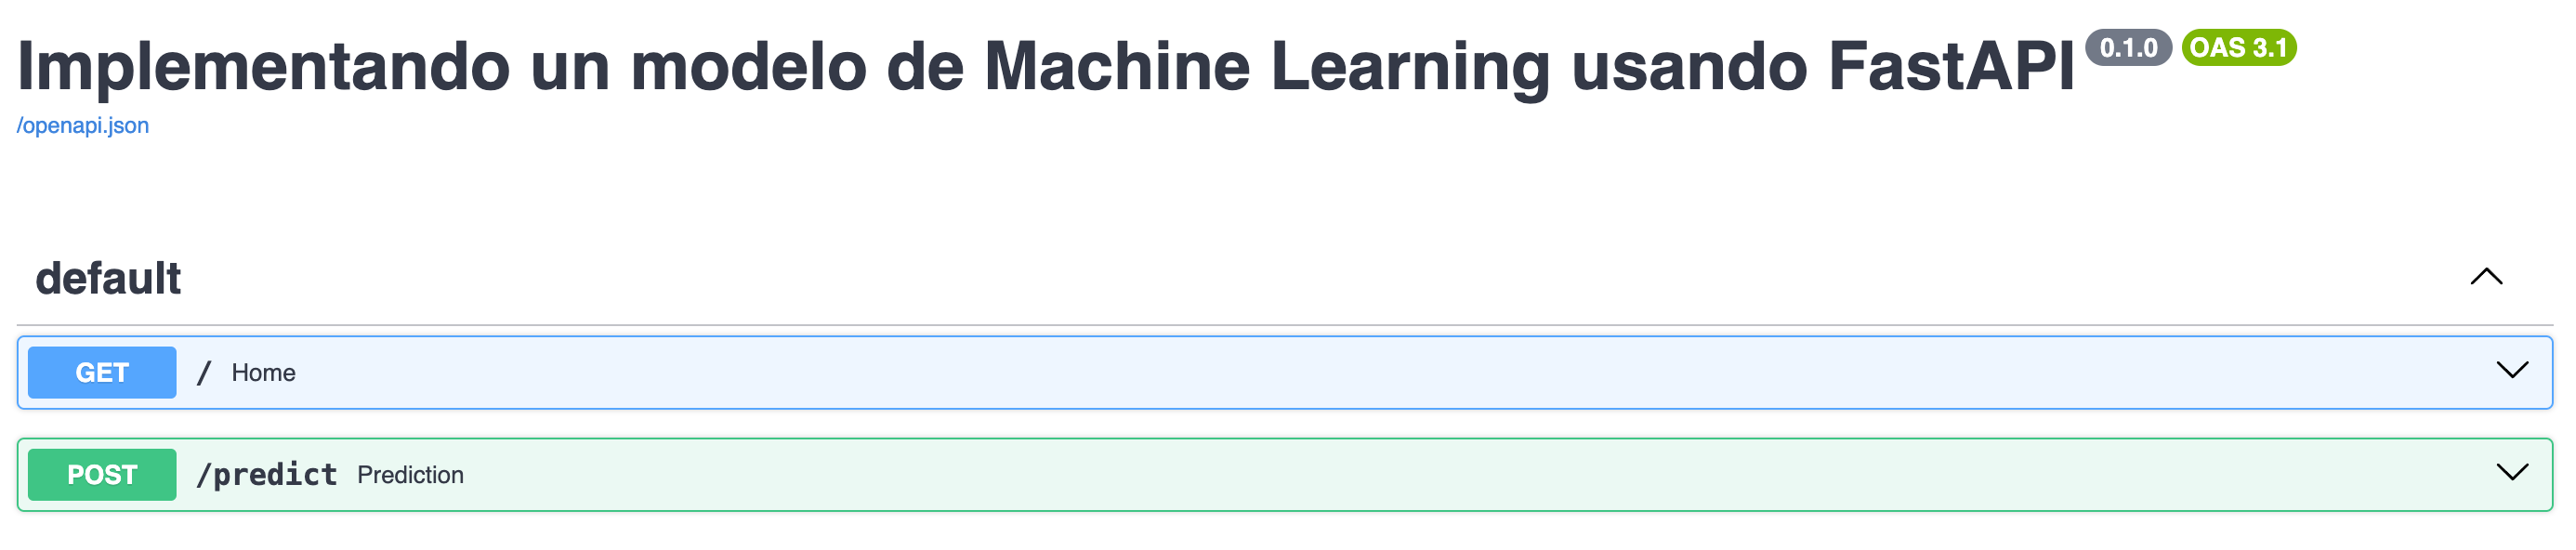 Implementando un modelo de Machine Learning usando FastAPI 0.1.0 OAS 3.1
/openapi.json
default
GET / Home
POST /predict Prediction